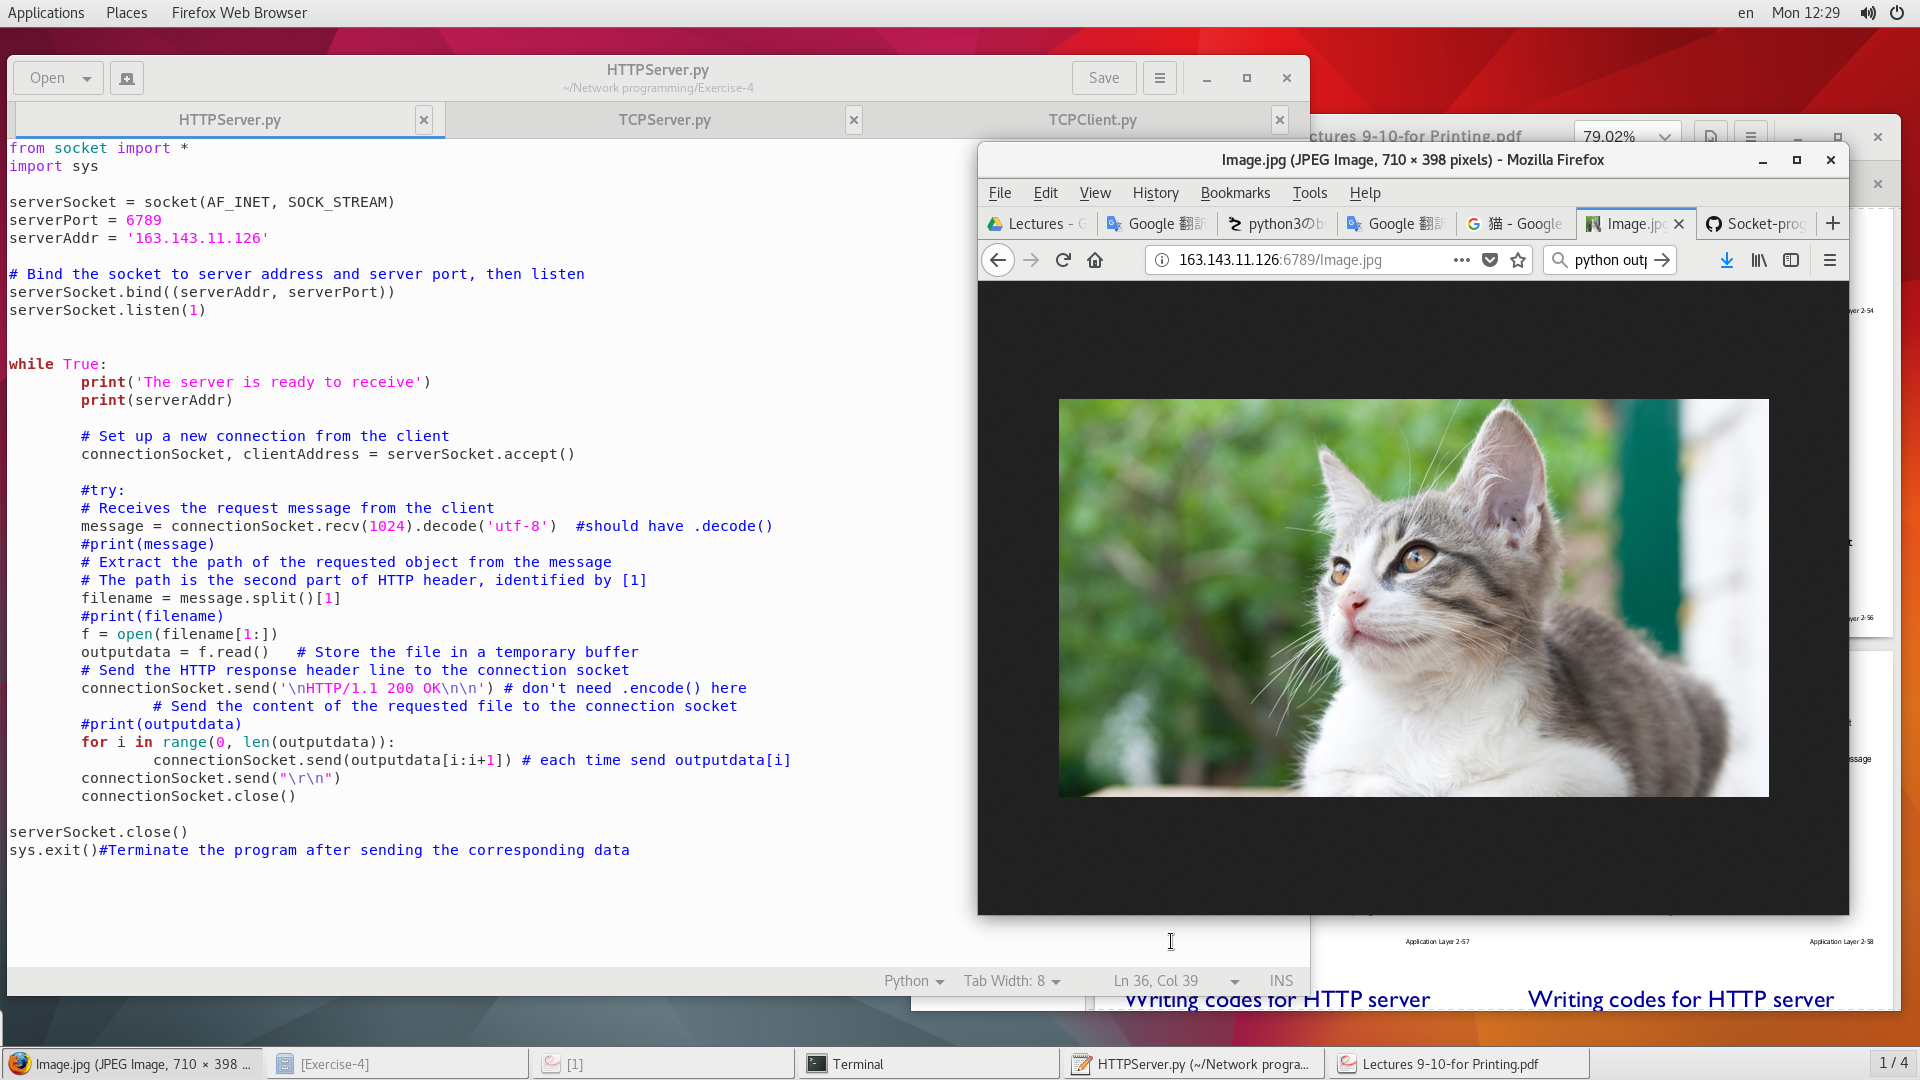 Applications Places Firefox Web Browser en Mon 12:29
Open HTTPServer.py Save
~/Network programming/Exercise-4
HTTPServer.py TCPServer.py TCPClient.py
from socket import *
import sys
serverSocket = socket(AF_INET, SOCK_STREAM)
serverPort = 6789
serverAddr = '163.143.11.126'
# Bind the socket to server address and server port, then listen
serverSocket.bind((serverAddr, serverPort))
serverSocket.listen(1)
while True:
print('The server is ready to receive')
print(serverAddr)
# Set up a new connection from the client
connectionSocket, clientAddress = serverSocket.accept()
#try:
# Receives the request message from the client
message = connectionSocket.recv(1024).decode('utf-8')  #should have .decode()
#print(message)
# Extract the path of the requested object from the message
# The path is the second part of HTTP header, identified by [1]
filename = message.split()[1]
#print(filename)
f = open(filename[1:])
outputdata = f.read()   # Store the file in a temporary buffer
# Send the HTTP response header line to the connection socket
connectionSocket.send('\nHTTP/1.1 200 OK\n\n') # don't need .encode() here
# Send the content of the requested file to the connection socket
#print(outputdata)
for i in range(0, len(outputdata)):
connectionSocket.send(outputdata[i:i+1]) # each time send outputdata[i]
connectionSocket.send("\r\n")
connectionSocket.close()
serverSocket.close()
sys.exit()#Terminate the program after sending the corresponding data
Python Tab Width: 8 Ln 36, Col 39 INS
ctures 9-10-for Printing.pdf 79.02%
Image.jpg (JPEG Image, 710 × 398 pixels) - Mozilla Firefox
File Edit View History Bookmarks Tools Help
Lectures - G Google 翻訳 python3の Google 翻訳 猫 - Google Image.jpg Socket-prog
163.143.11.126:6789/Image.jpg python outp
yer 2-54
yer 2-56
ssage
Application Layer 2-57 Application Layer 2-58
Writing codes for HTTP server Writing codes for HTTP server
Image.jpg (JPEG Image, 710 × 398 ... [Exercise-4] [1] Terminal HTTPServer.py (~/Network progra... Lectures 9-10-for Printing.pdf 1 / 4